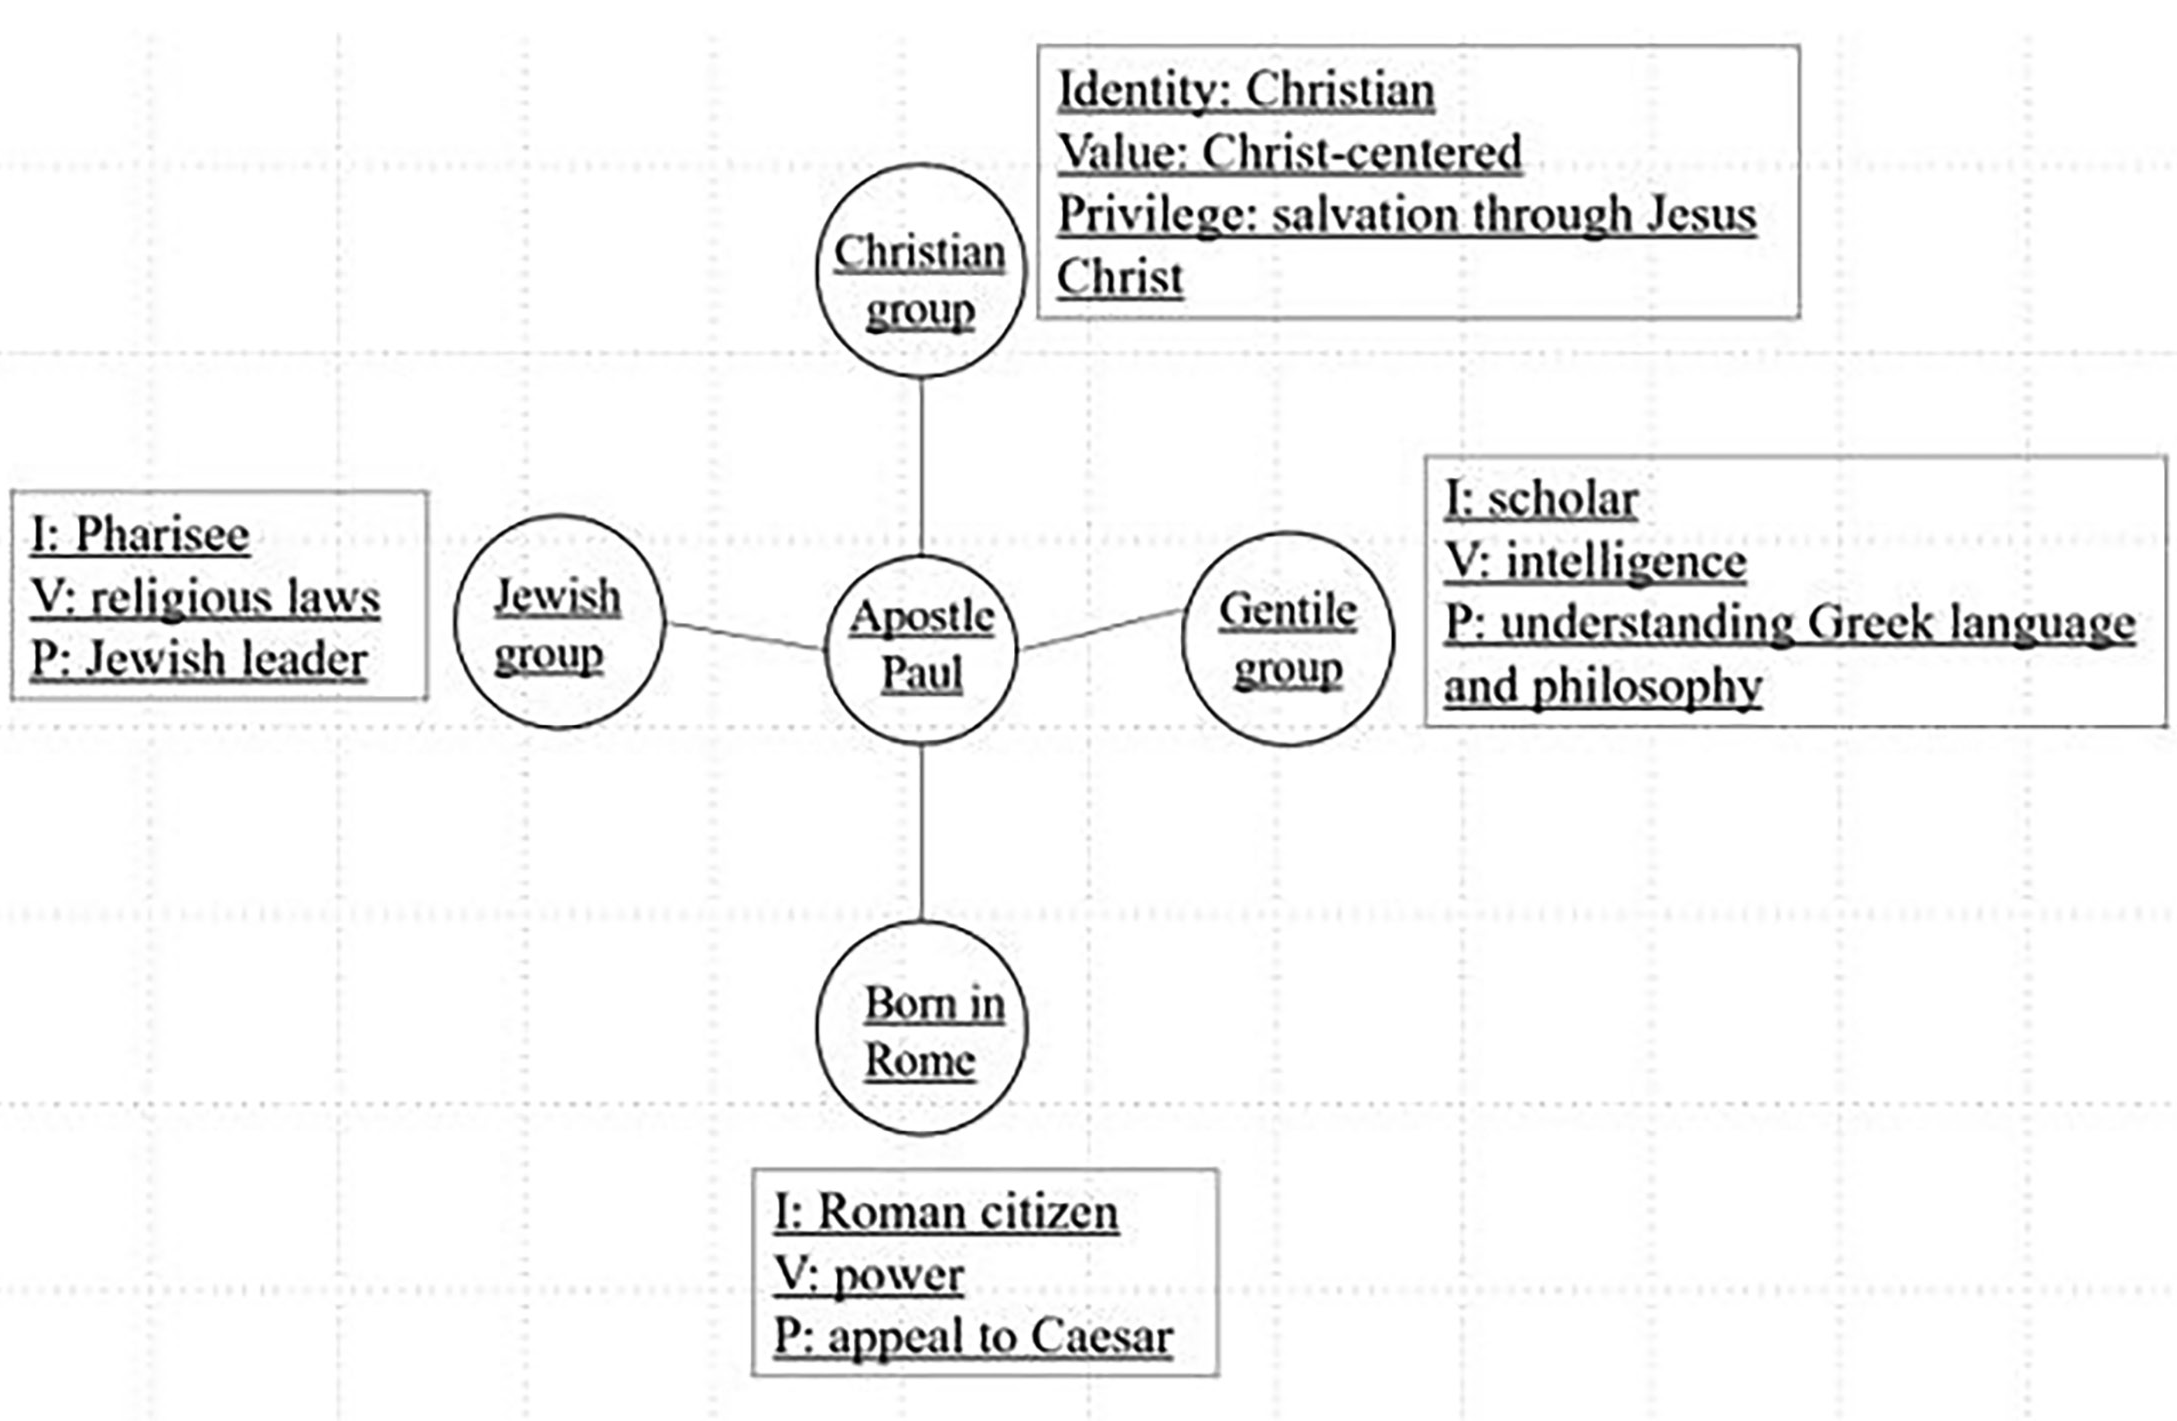 Identity: Christian
Value: Christ-centered
Privilege: salvation through Jesus
Christ
Christian
group
I: Pharisee
V: religious laws
P: Jewish leader
Jewish
group
Apostle
Paul
Gentile
group
I: scholar
V: intelligence
P: understanding Greek language
and philosophy
Born in
Rome
I: Roman citizen
V: power
P: appeal to Caesar